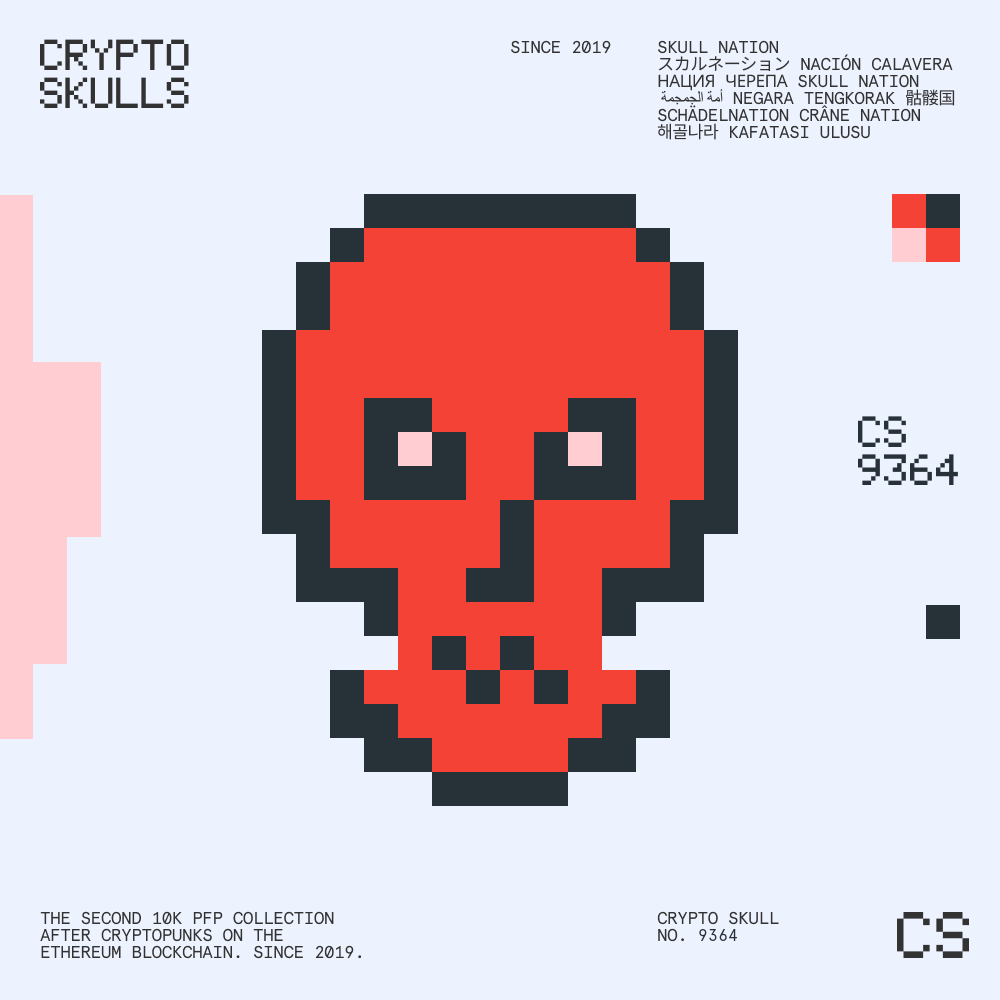 CRYPTO
SKULLS
SINCE 2019
SKULL NATION
スカルネーション NACIÓN CALAVERA
НАЦИЯ ЧЕРЕПА SKULL NATION
أمة الجمجمة NEGARA TENGKORAK 骷髅国
SCHÄDELNATION CRÂNE NATION
해골나라 KAFATASI ULUSU
CS
9364
THE SECOND 10K PFP COLLECTION
AFTER CRYPTOPUNKS ON THE
ETHEREUM BLOCKCHAIN. SINCE 2019.
CRYPTO SKULL
NO. 9364
CS